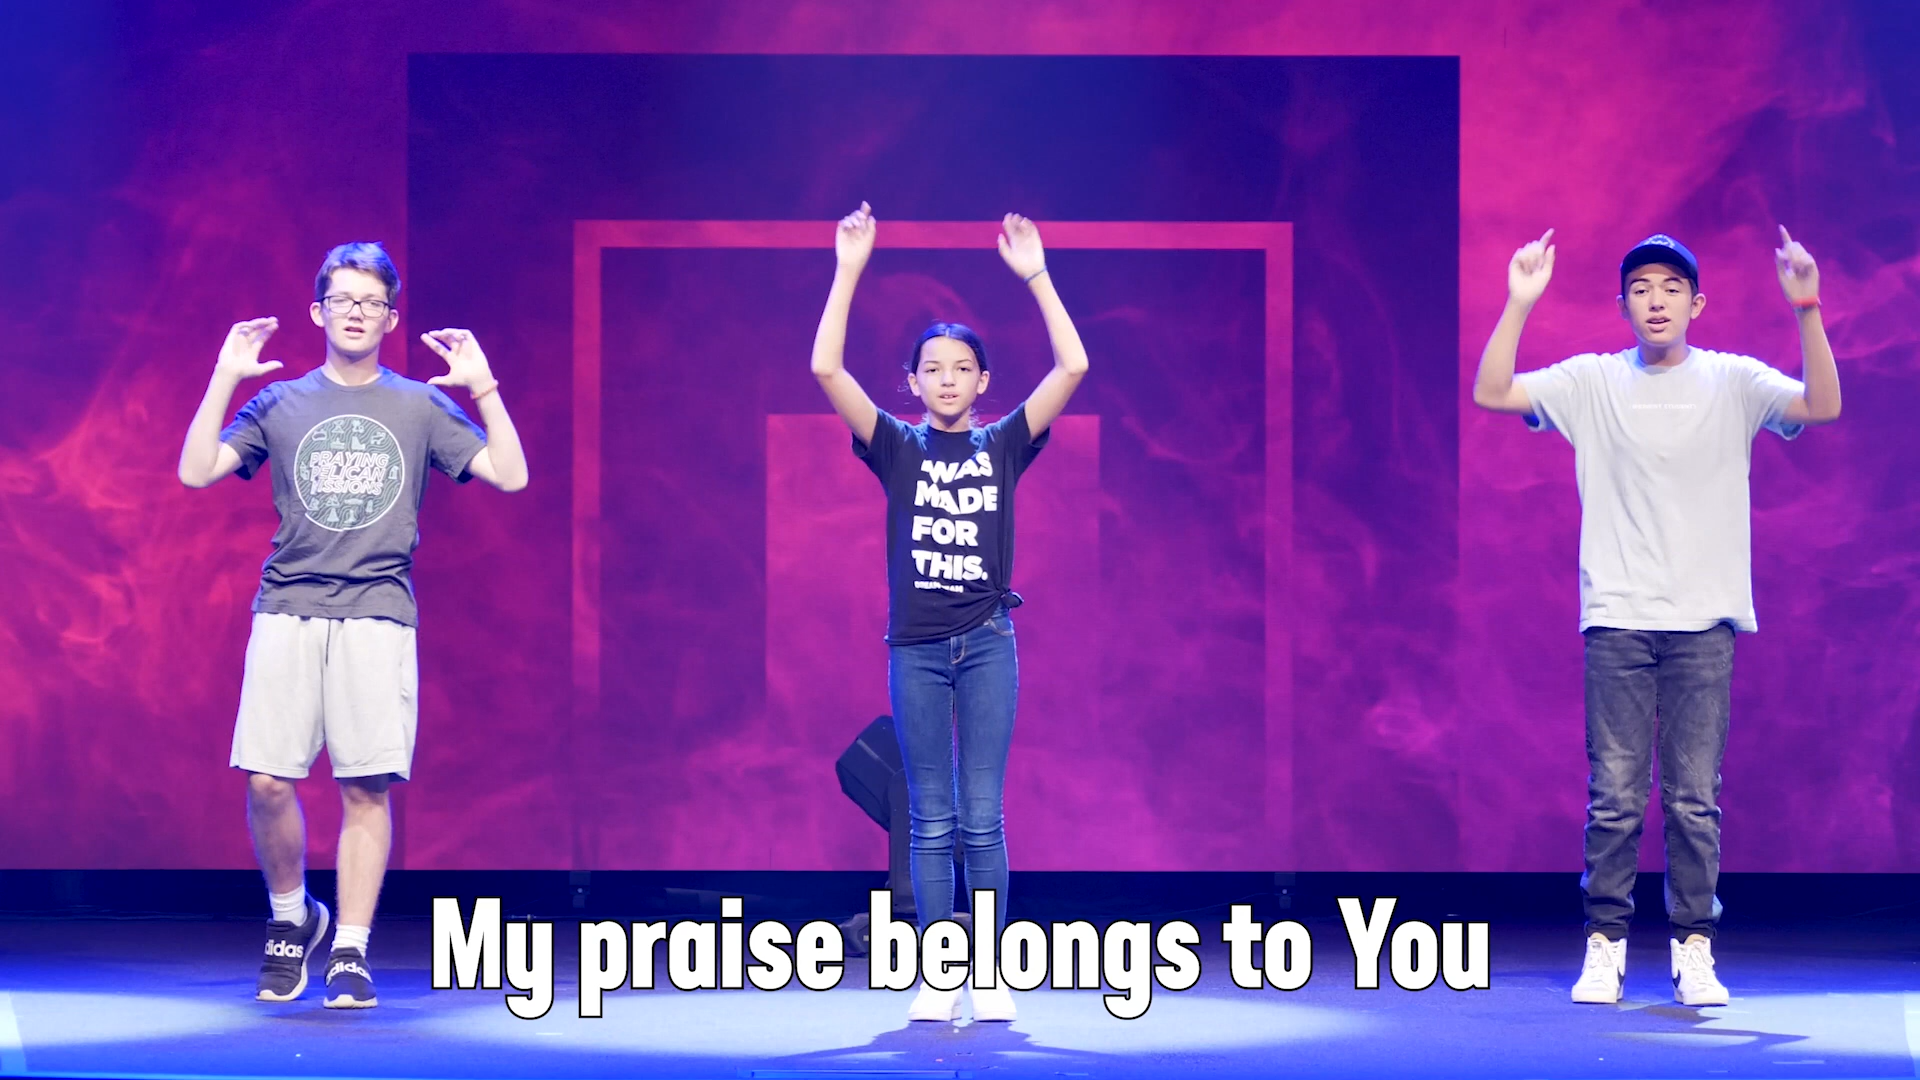 PRAYING
PELICAN
MISSIONS
I WAS
MADE
FOR
THIS.
adidas
adidas
My praise belongs to You